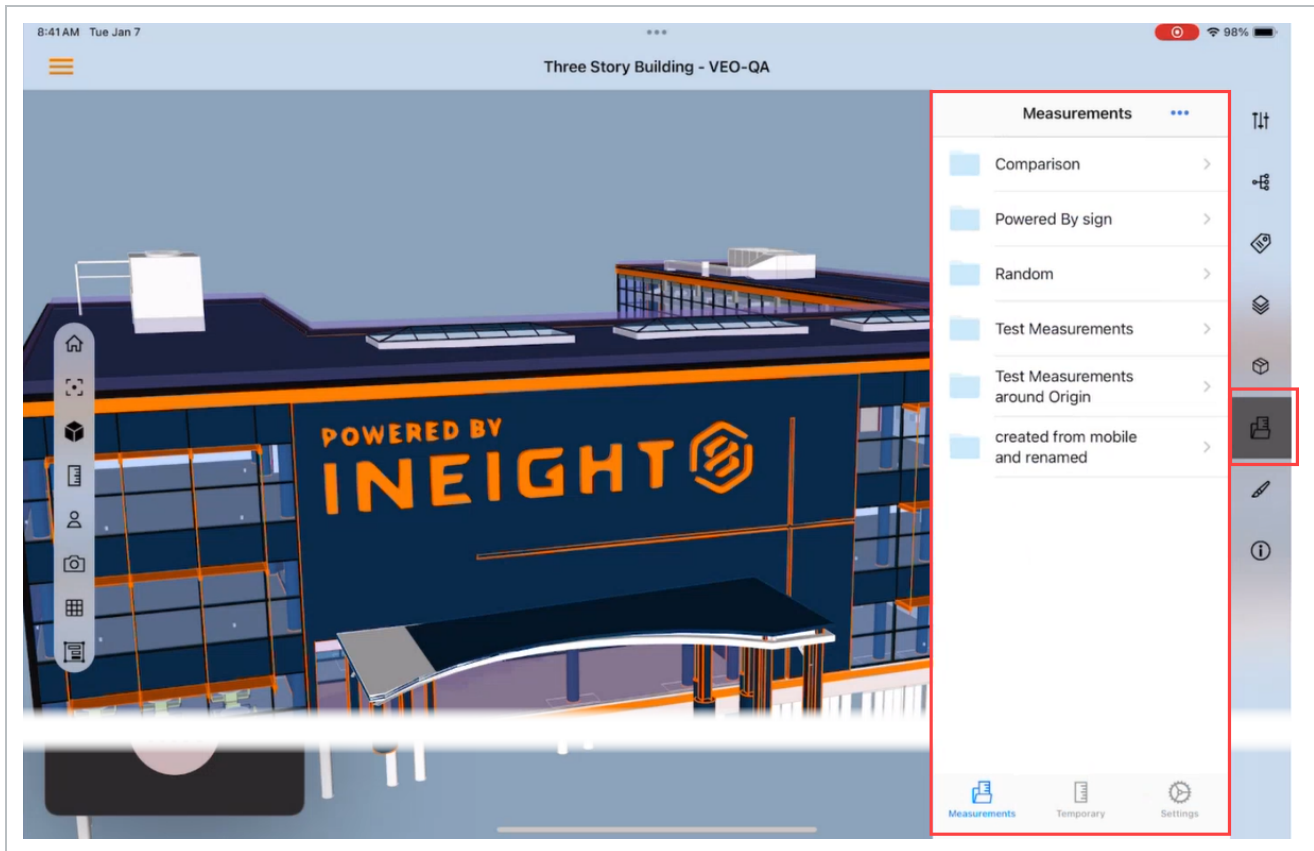 8:41 AM Tue Jan 7
98%
Three Story Building - VEO-QA
Measurements
Comparison
Powered By sign
Random
Test Measurements
Test Measurements
around Origin
created from mobile
and renamed
POWERED BY
INEIGHT
Measurements
Temporary
Settings